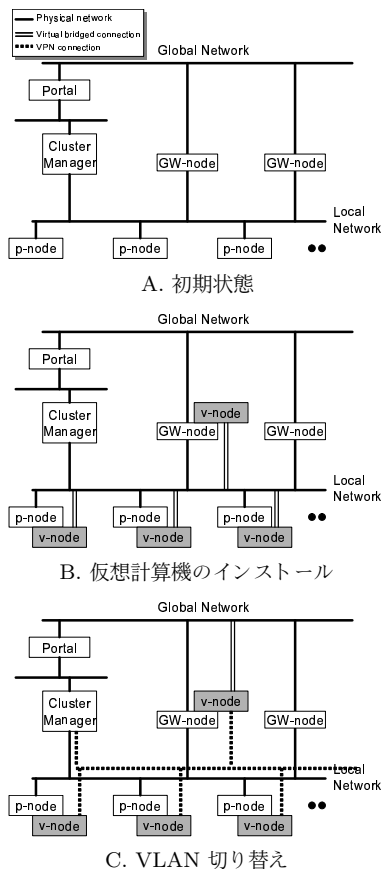 Physical network
Virtual bridged connection
VPN connection
Global Network
Portal
Cluster
Manager
GW-node
GW-node
Local
Network
p-node
p-node
p-node
A. 初期状態
Global Network
Portal
v-node
Cluster
Manager
GW-node
GW-node
Local
Network
p-node
p-node
p-node
v-node
v-node
v-node
B. 仮想計算機のインストール
Global Network
Portal
v-node
Cluster
Manager
GW-node
GW-node
Local
Network
p-node
p-node
p-node
v-node
v-node
v-node
C. VLAN 切り替え